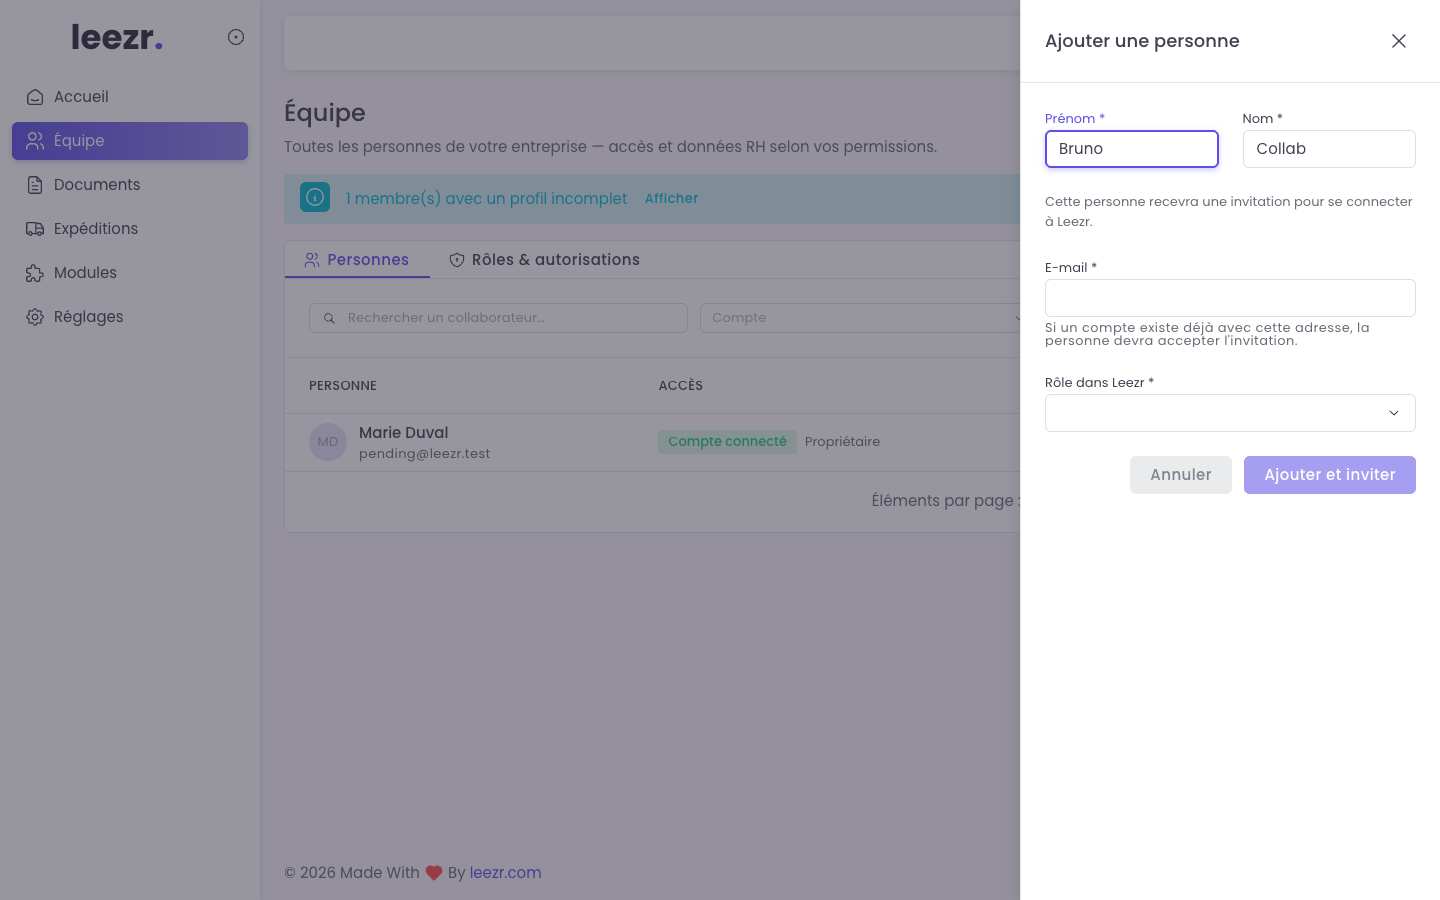 leezr.
Accueil
Équipe
Documents
Expéditions
Modules
Réglages
Équipe
Toutes les personnes de votre entreprise — accès et données RH selon vos permissions.
1 membre(s) avec un profil incomplet Afficher
Personnes Rôles & autorisations
Rechercher un collaborateur... Compte
PERSONNE ACCÈS
MD Marie Duval
pending@leezr.test
Compte connecté Propriétaire
Éléments par page :
© 2026 Made With By leezr.com
Ajouter une personne
Prénom * Nom *
Bruno Collab
Cette personne recevra une invitation pour se connecter
à Leezr.
E-mail *
Si un compte existe déjà avec cette adresse, la
personne devra accepter l'invitation.
Rôle dans Leezr *
Annuler Ajouter et inviter